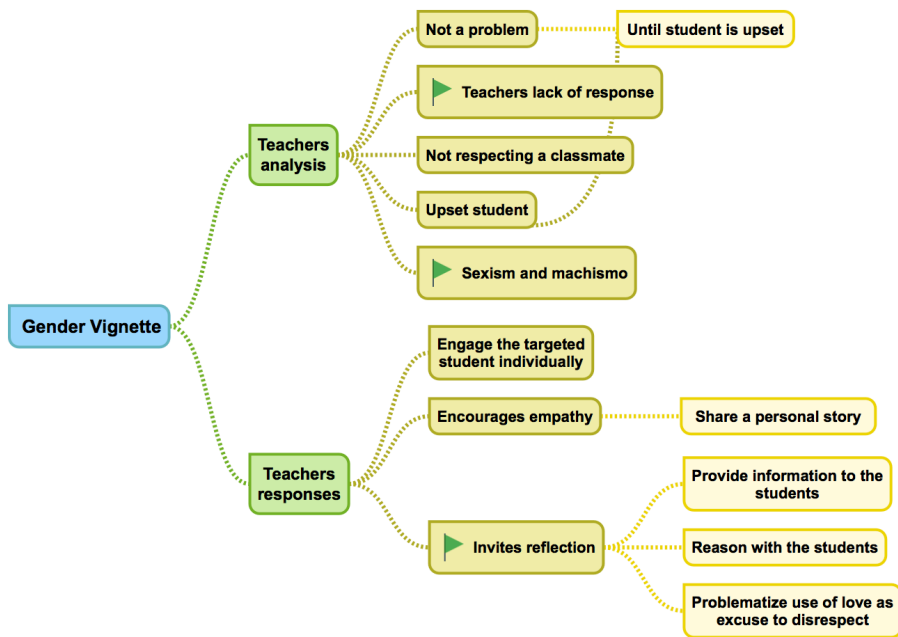 Not a problem
Until student is upset
Teachers lack of response
Teachers
analysis
Not respecting a classmate
Upset student
Sexism and machismo
Gender Vignette
Engage the targeted
student individually
Encourages empathy
Share a personal story
Teachers
responses
Provide information to the
students
Invites reflection
Reason with the students
Problematize use of love as
excuse to disrespect